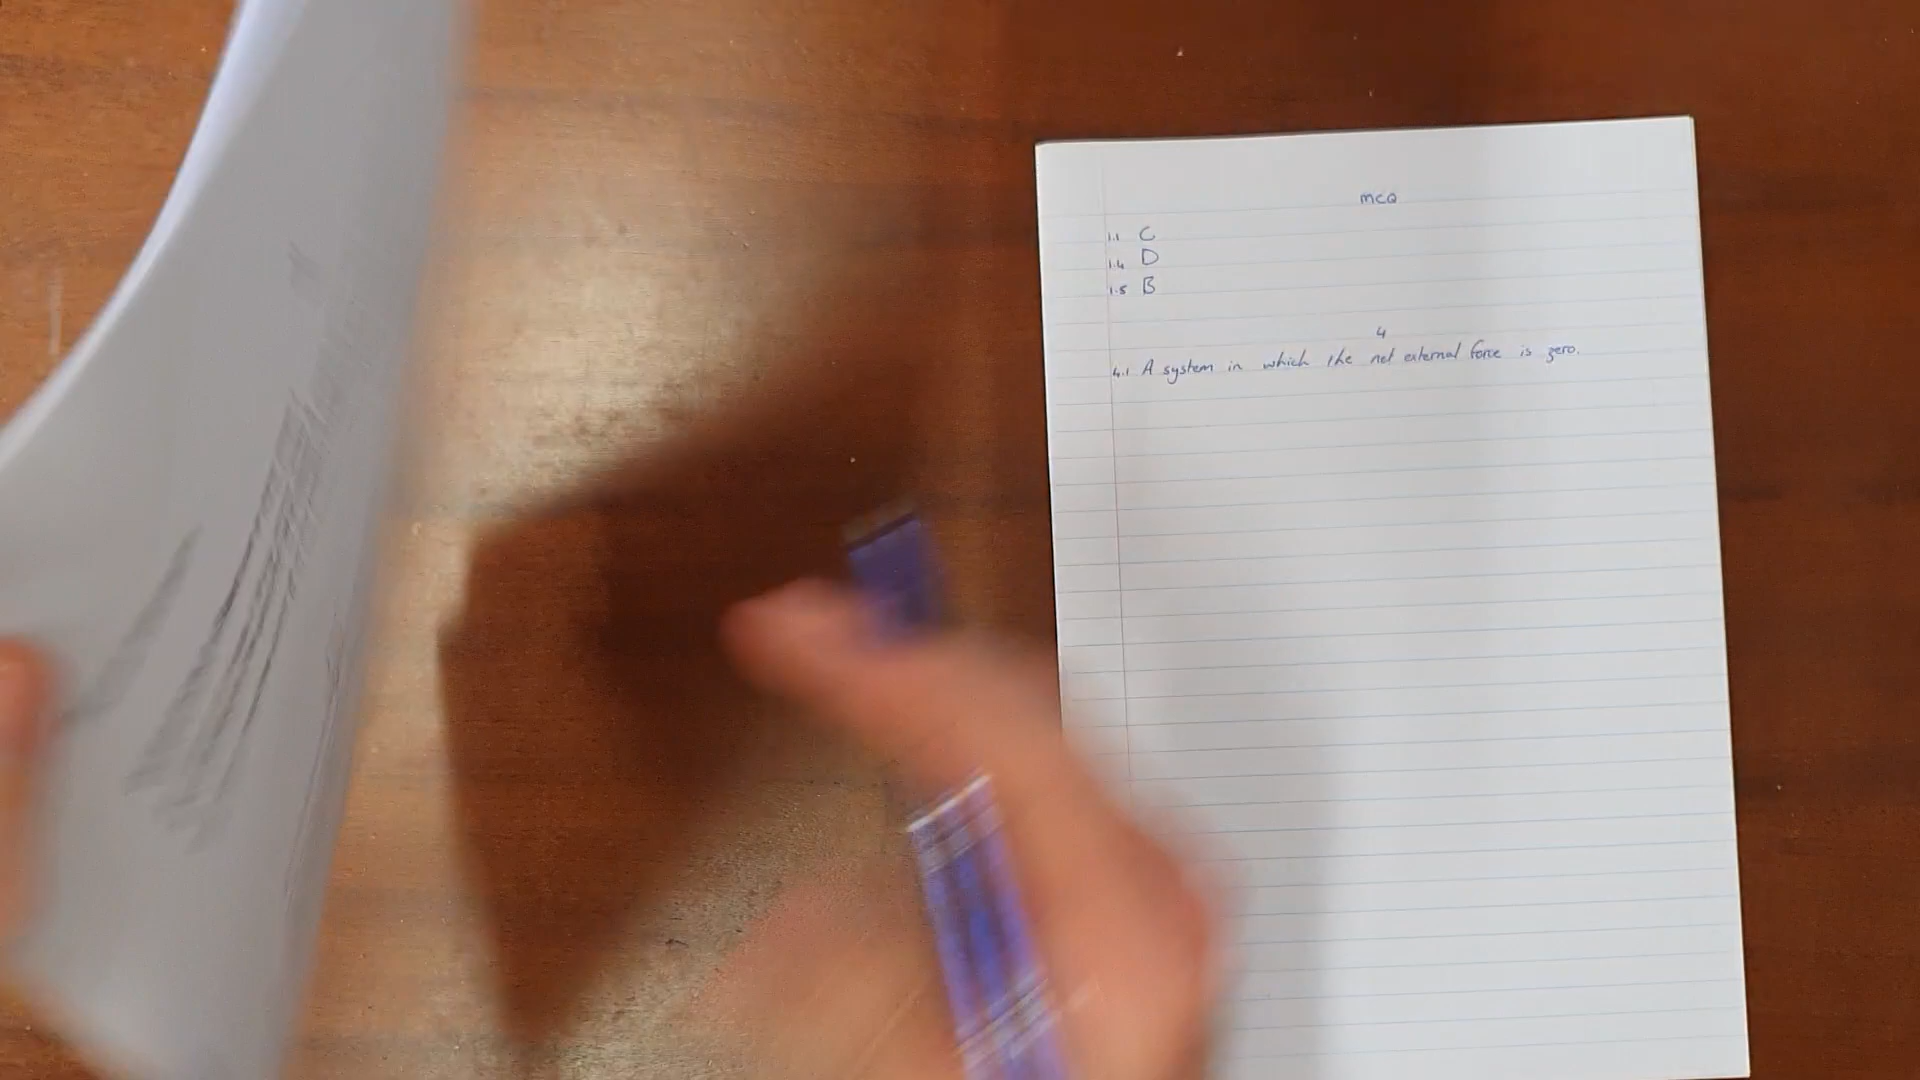 mcQ
1.1 C
1.4 D
1.5 B
4
4.1 A system in which the net external force is zero.